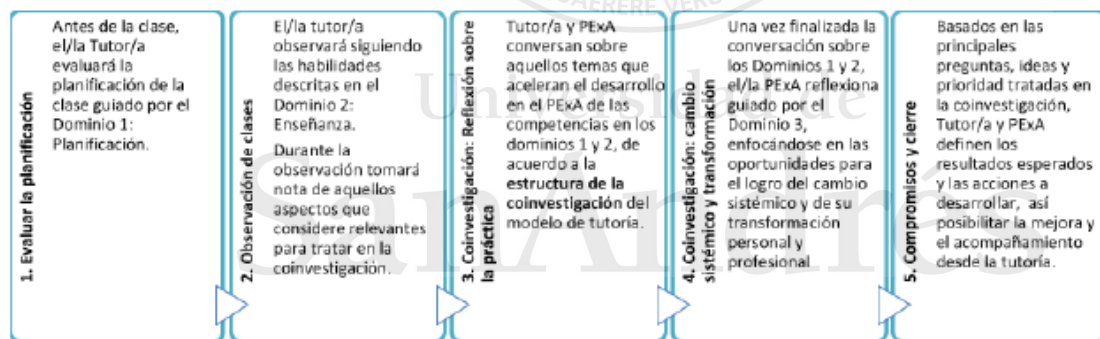 1. Evaluar la planificación
Antes de la clase,
el/la Tutor/a
evaluará la
planificación de la
clase guiado por el
Dominio 1:
Planificación.
2. Observación de clases
El/la tutor/a
observará siguiendo
las habilidades
descritas en el
Dominio 2:
Enseñanza.
Durante la
observación tomará
nota de aquellos
aspectos que
considere relevantes
para tratar en la
coinvestigación.
3. Coinvestigación: Reflexión sobre
la práctica
Tutor/a y PExA
conversan sobre
aquellos temas que
aceleran el desarrollo
en el PExA de las
competencias en los
dominios 1 y 2, de
acuerdo a la
estructura de la
coinvestigación del
modelo de tutoría.
4. Coinvestigación: cambio
sistémico y transformación
Una vez finalizada la
conversación sobre
los Dominios 1 y 2,
el/la PExA reflexiona
guiado por el
Dominio 3,
enfocándose en las
oportunidades para
el logro del cambio
sistémico y de su
transformación
personal y
profesional
5. Compromisos y cierre
Basados en las
principales
preguntas, ideas y
prioridad tratadas en
la coinvestigación,
Tutor/a y PExA
definen los
resultados esperados
y las acciones a
desarrollar, así
posibilitar la mejora y
el acompañamiento
desde la tutoría.
Universidad de
SanAndrés